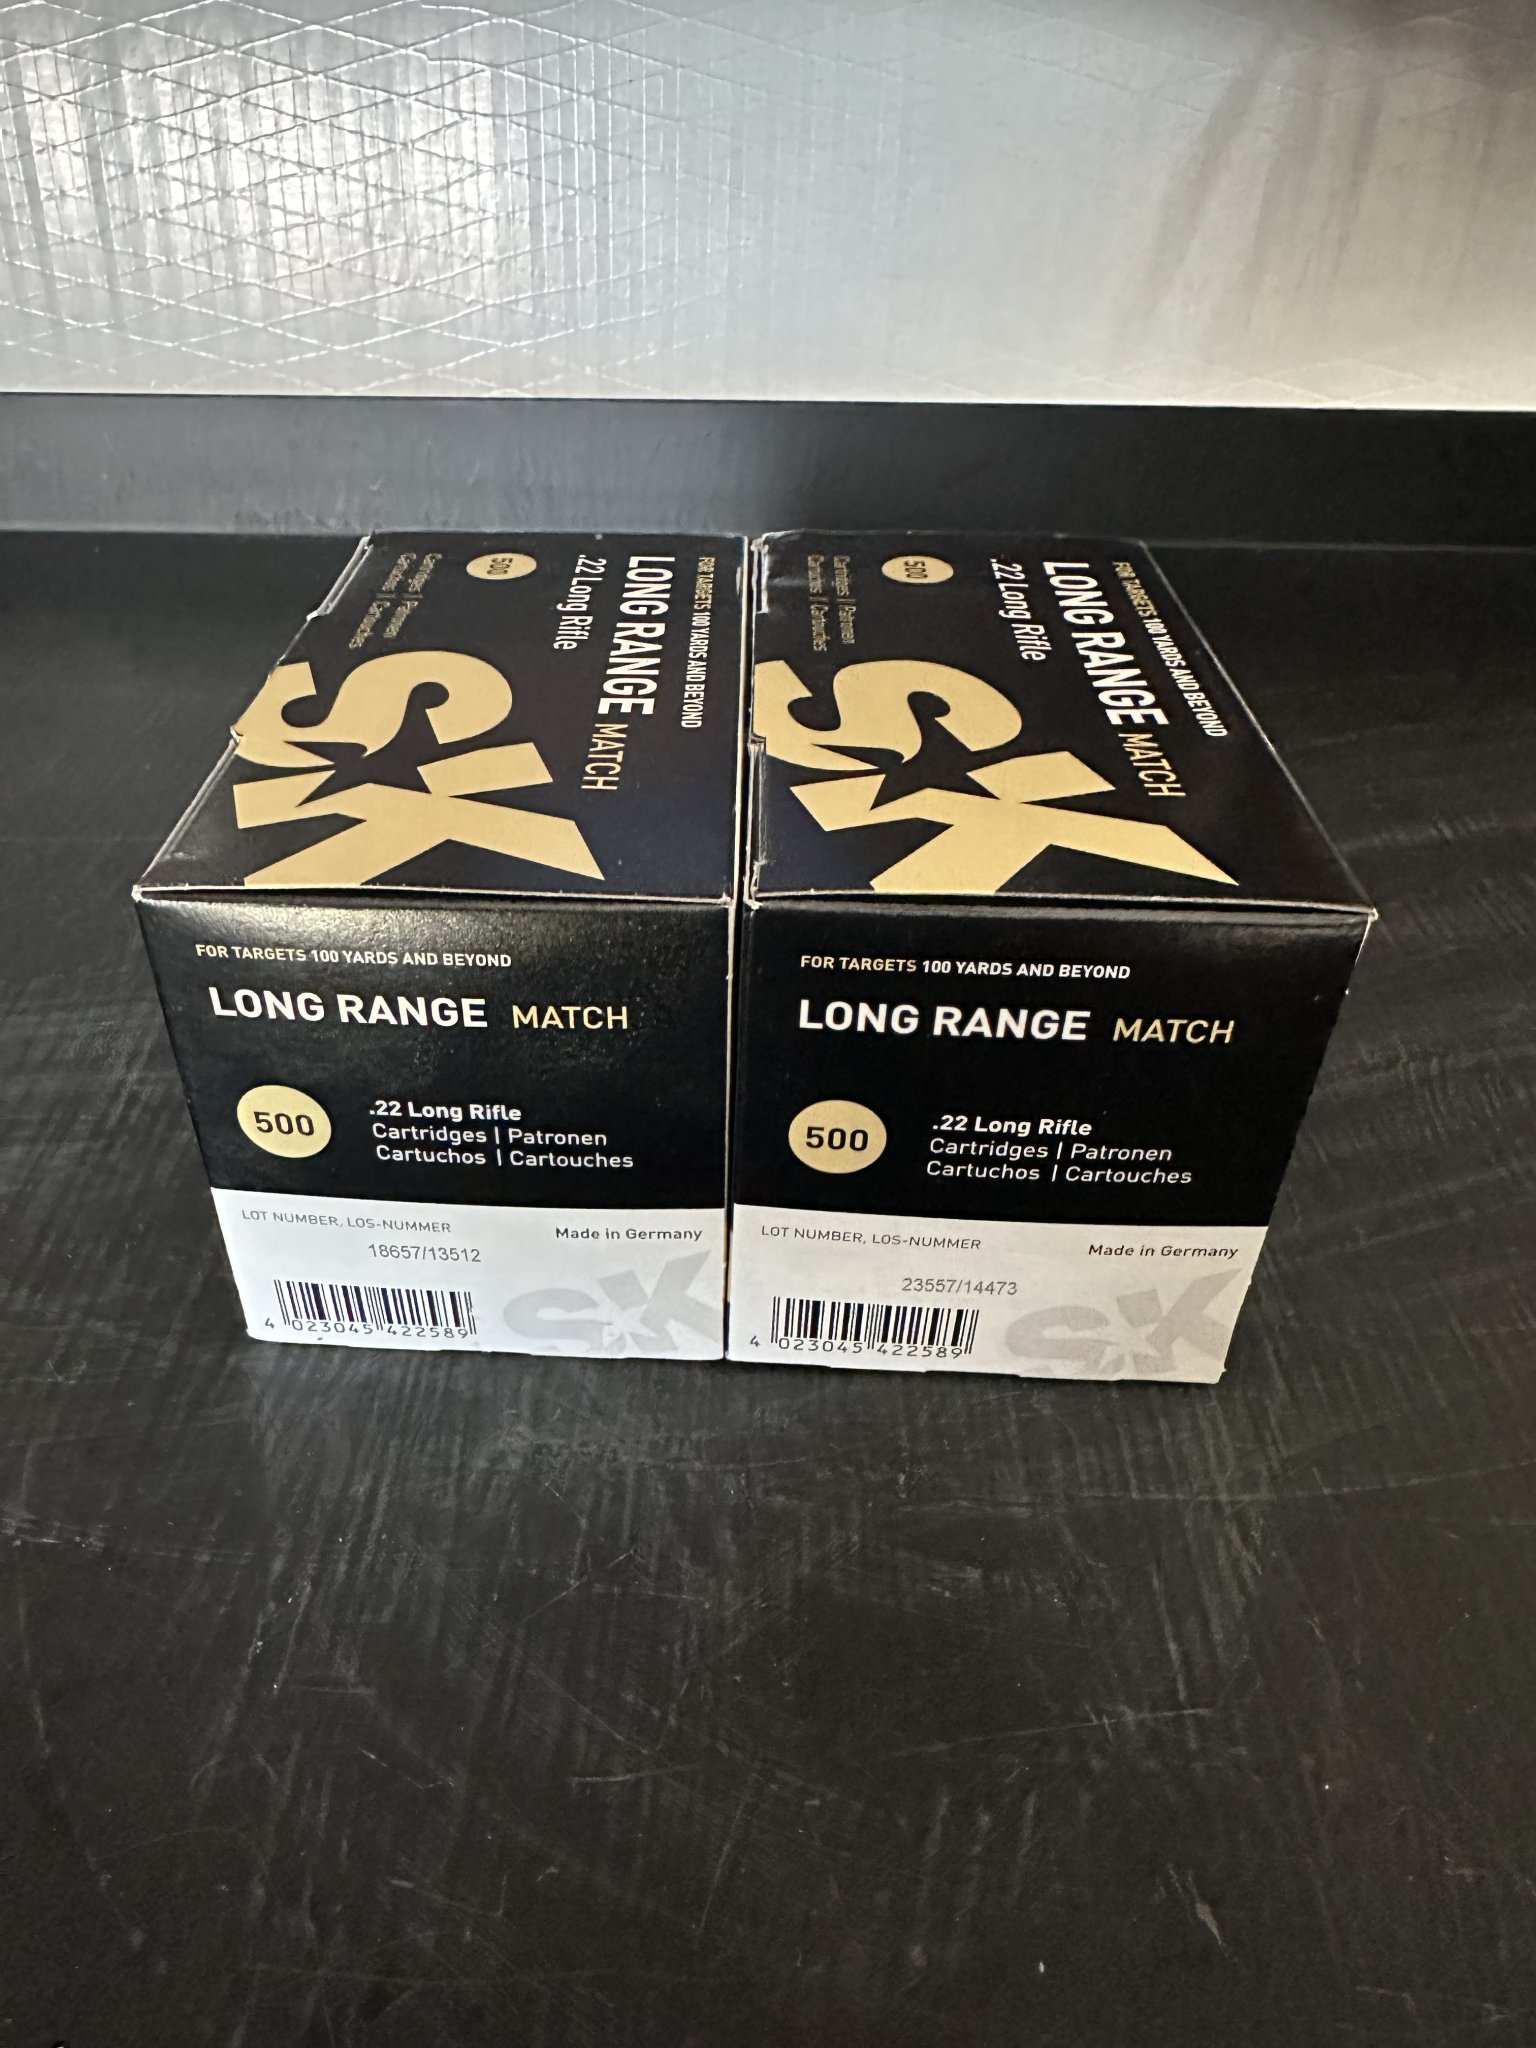 FOR TARGETS 100 YARDS AND BEYOND
LONG RANGE MATCH
.22 Long Rifle
500
Cartridges | Patronen
Cartuchos | Cartouches
SK
FOR TARGETS 100 YARDS AND BEYOND
LONG RANGE MATCH
.22 Long Rifle
500
Cartridges | Patronen
Cartuchos | Cartouches
SK
FOR TARGETS 100 YARDS AND BEYOND
LONG RANGE MATCH
500
.22 Long Rifle
Cartridges | Patronen
Cartuchos | Cartouches
LOT NUMBER, LOS-NUMMER
Made in Germany
18657/13512
4 023045 422589
SK
FOR TARGETS 100 YARDS AND BEYOND
LONG RANGE MATCH
500
.22 Long Rifle
Cartridges | Patronen
Cartuchos | Cartouches
LOT NUMBER, LOS-NUMMER
Made in Germany
23557/14473
4 023045 422589
SK